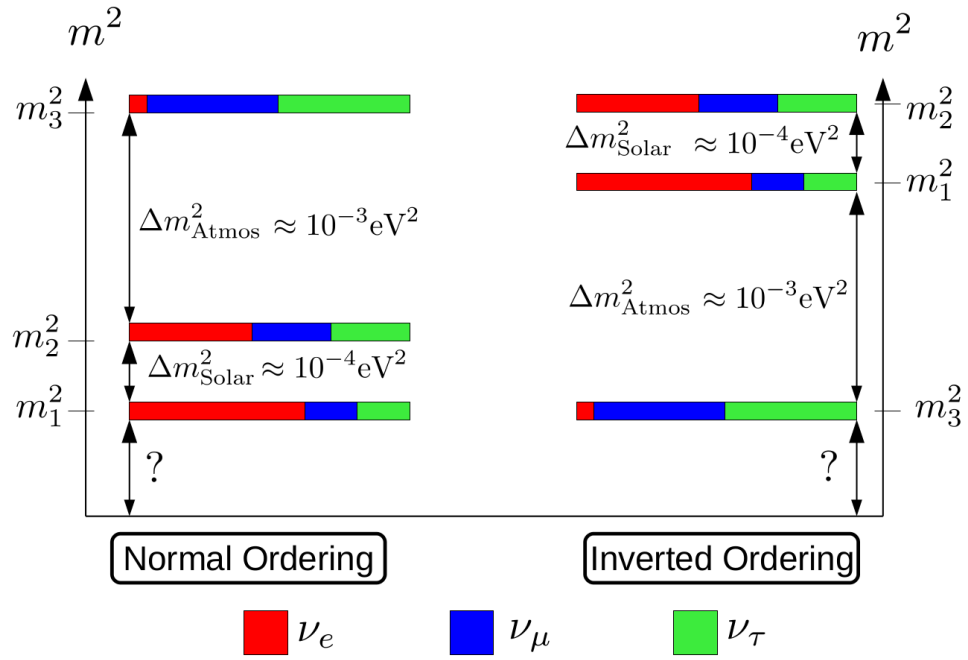 m² m²
m₃² m₂²
Δm²Solar ≈ 10⁻⁴eV²
m₁²
Δm²Atmos ≈ 10⁻³eV²
Δm²Atmos ≈ 10⁻³eV²
m₂²
Δm²Solar ≈ 10⁻⁴eV²
m₁² m₃²
? ?
Normal Ordering Inverted Ordering
νe νμ ντ